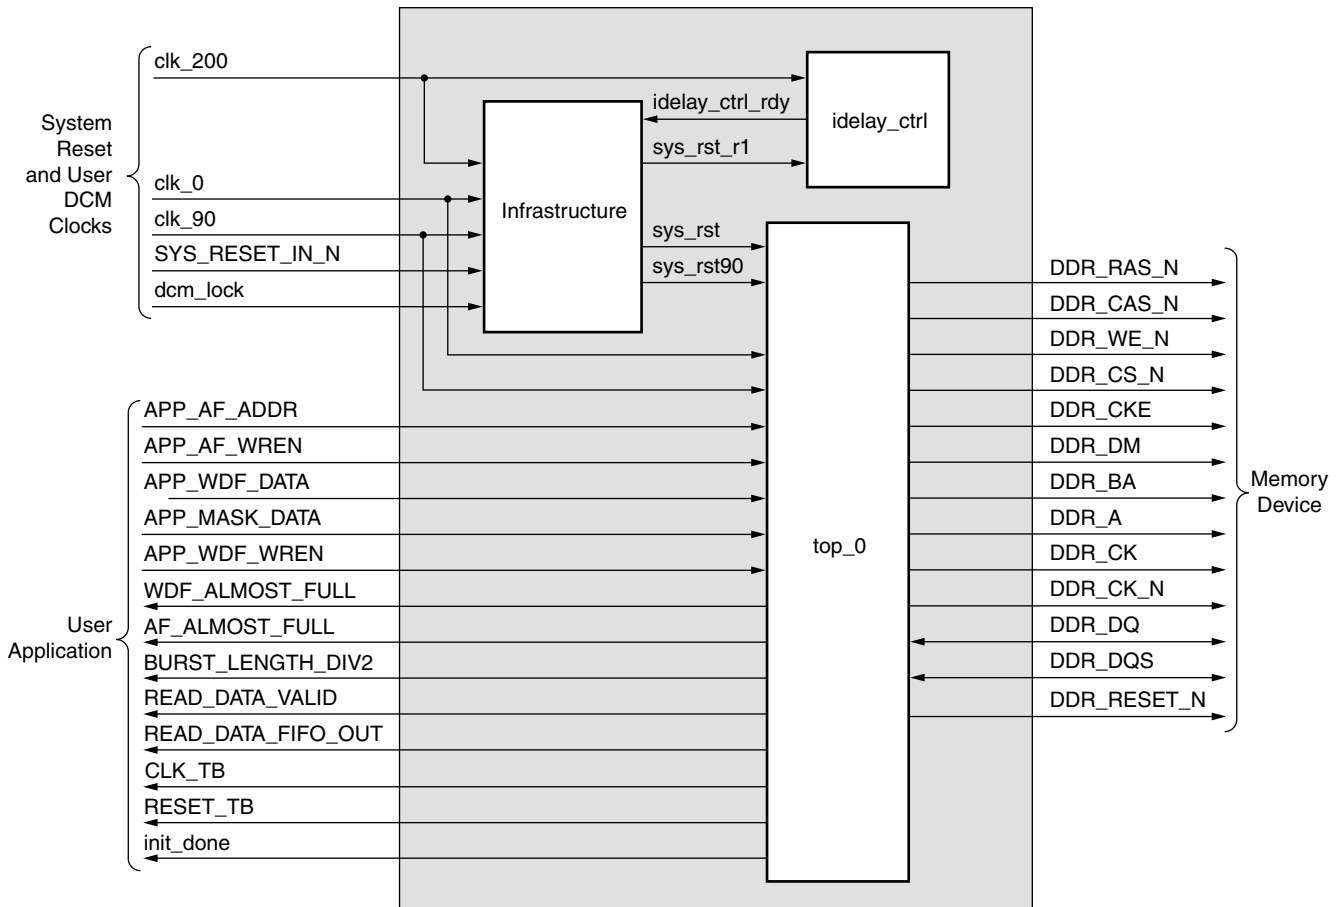 System
Reset
and User
DCM
Clocks
clk_200
clk_0
clk_90
SYS_RESET_IN_N
dcm_lock
Infrastructure
idelay_ctrl_rdy
sys_rst_r1
idelay_ctrl
sys_rst
sys_rst90
User
Application
APP_AF_ADDR
APP_AF_WREN
APP_WDF_DATA
APP_MASK_DATA
APP_WDF_WREN
WDF_ALMOST_FULL
AF_ALMOST_FULL
BURST_LENGTH_DIV2
READ_DATA_VALID
READ_DATA_FIFO_OUT
CLK_TB
RESET_TB
init_done
top_0
DDR_RAS_N
DDR_CAS_N
DDR_WE_N
DDR_CS_N
DDR_CKE
DDR_DM
DDR_BA
DDR_A
DDR_CK
DDR_CK_N
DDR_DQ
DDR_DQS
DDR_RESET_N
Memory
Device